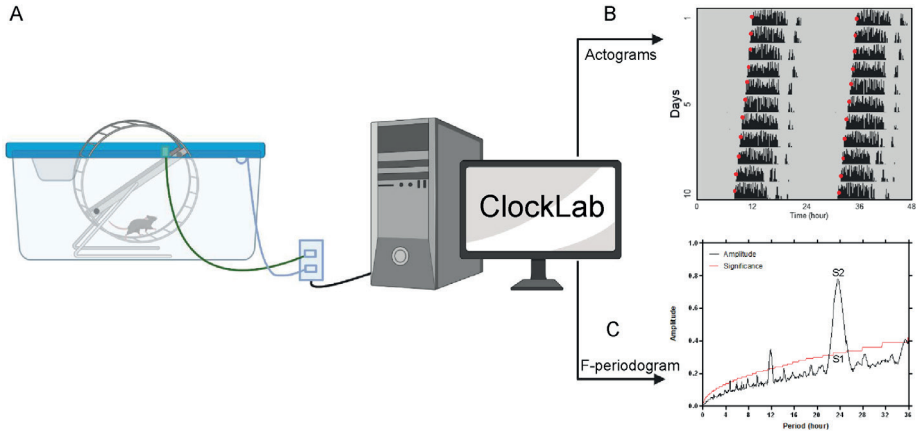 A
B
Actograms
ClockLab
C
F-periodogram
Days
1
5
10
12
24
36
48
Time (hour)
Amplitude
1.0
0.8
0.6
0.4
0.2
0.0
Amplitude
Significance
S2
S1
0 4 8 12 16 20 24 28 32 36
Period (hour)